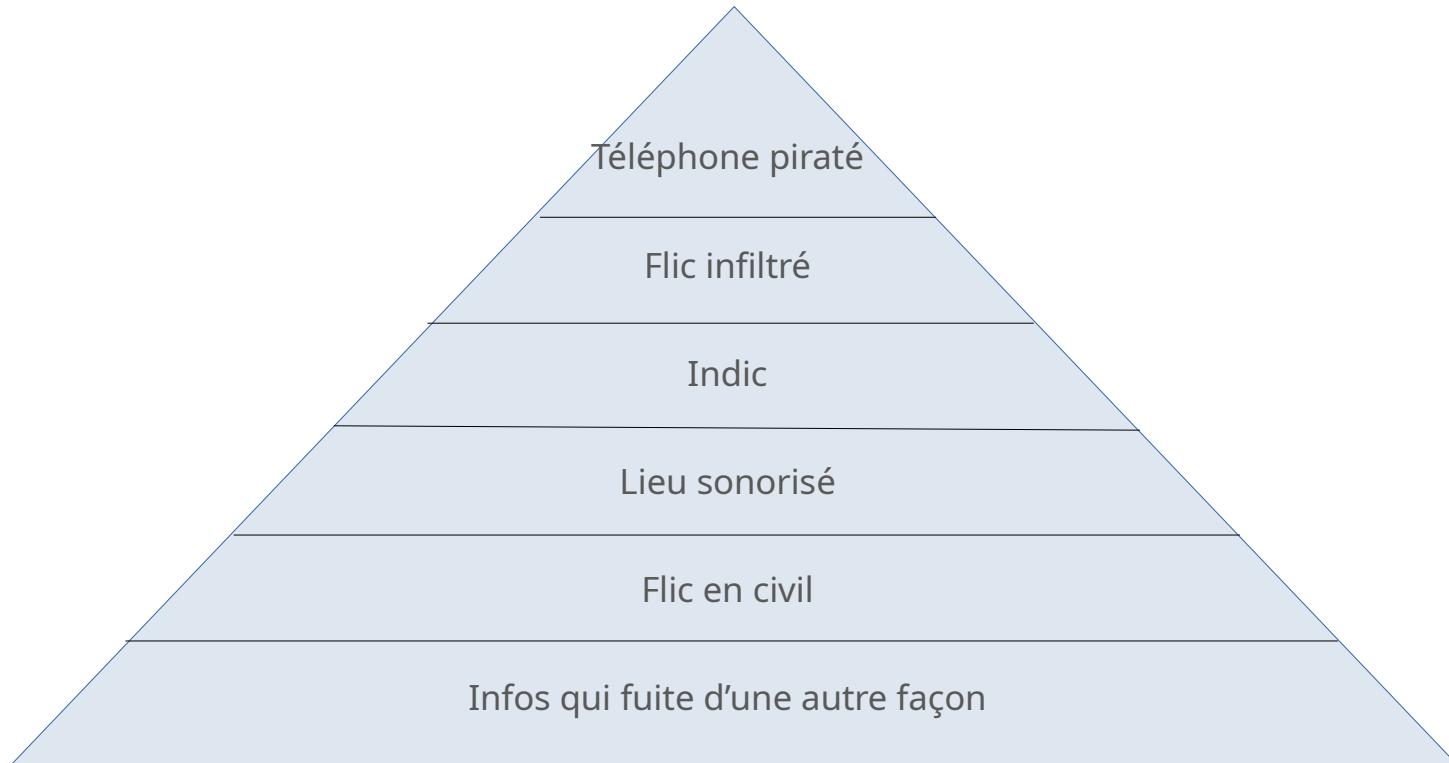 Téléphone piraté
Flic infiltré
Indic
Lieu sonorisé
Flic en civil
Infos qui fuite d’une autre façon